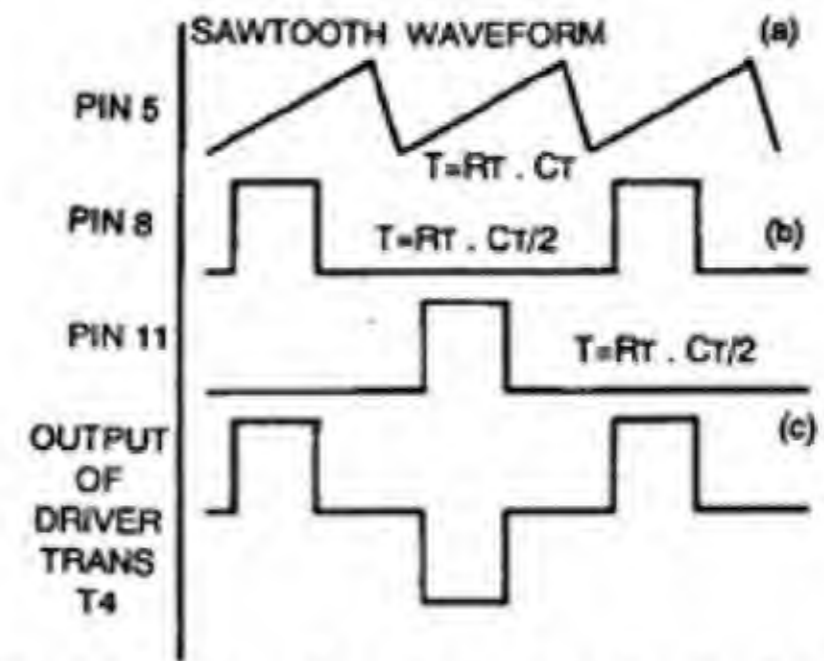 SAWTOOTH WAVEFORM (a)
PIN 5
T=RT . CT
PIN 8
T=RT . CT/2 (b)
PIN 11
T=RT . CT/2
OUTPUT (c)
OF
DRIVER
TRANS
T4